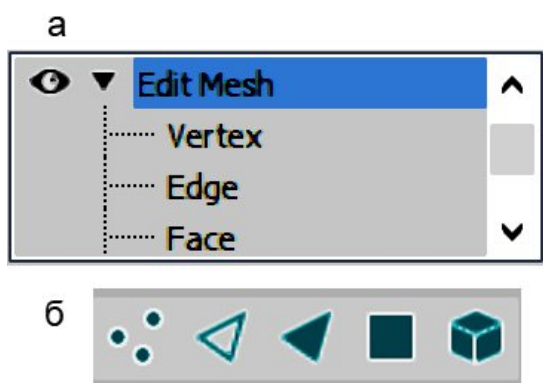 а
Edit Mesh
Vertex
Edge
Face
б